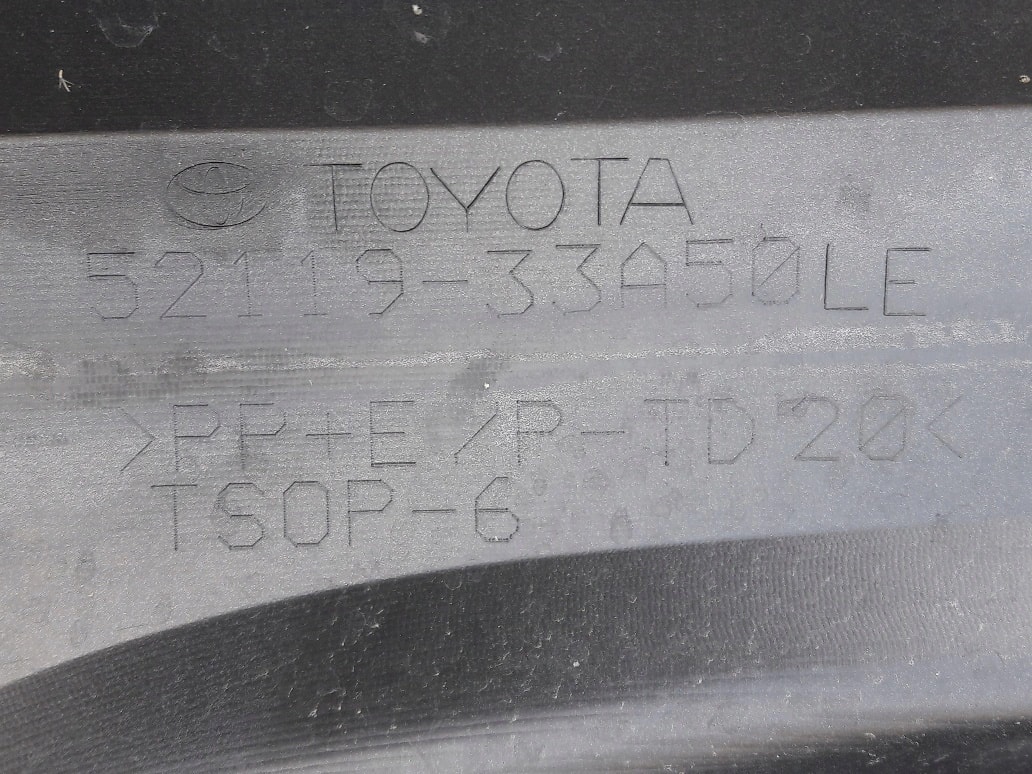 TOYOTA
52119-33A50LE
>PP+E/P-TD20<
TSOP-6